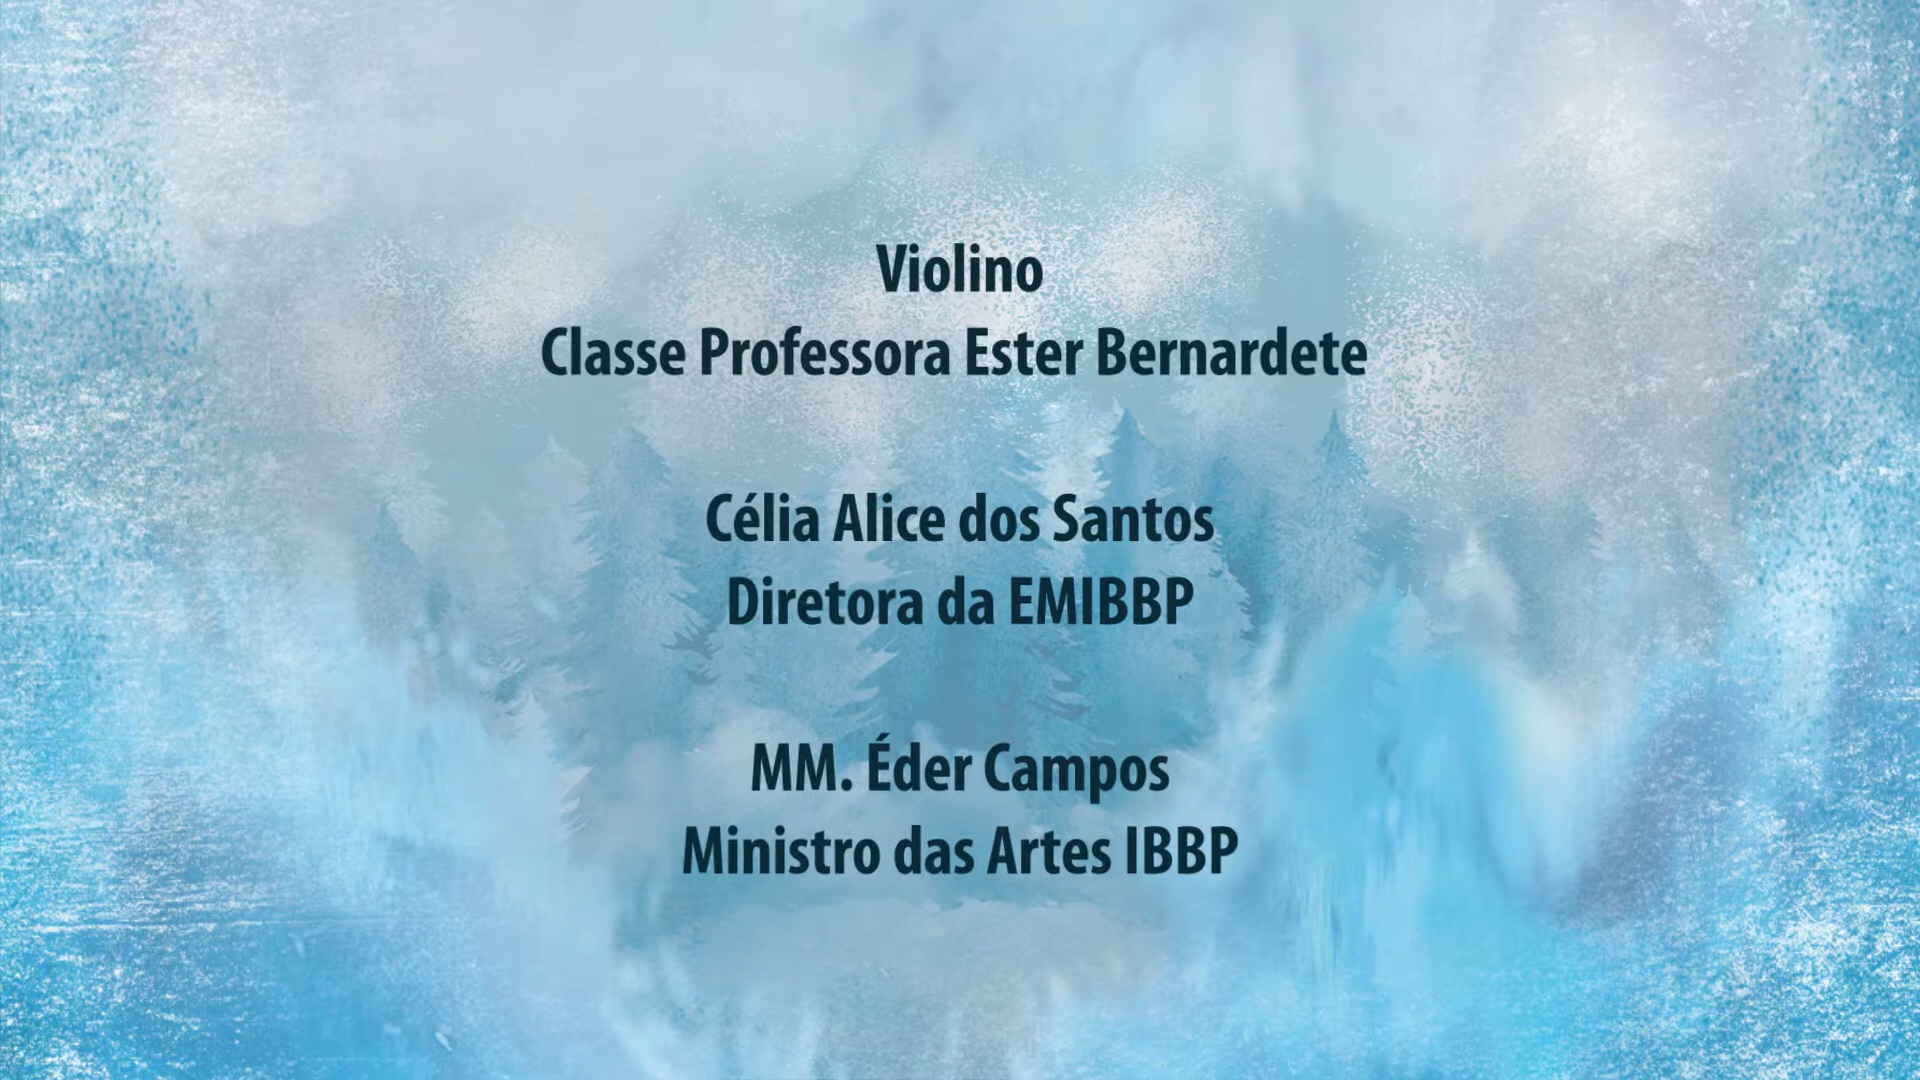 Violino
Classe Professora Ester Bernardete
Célia Alice dos Santos
Diretora da EMIBBP
MM. Éder Campos
Ministro das Artes IBBP